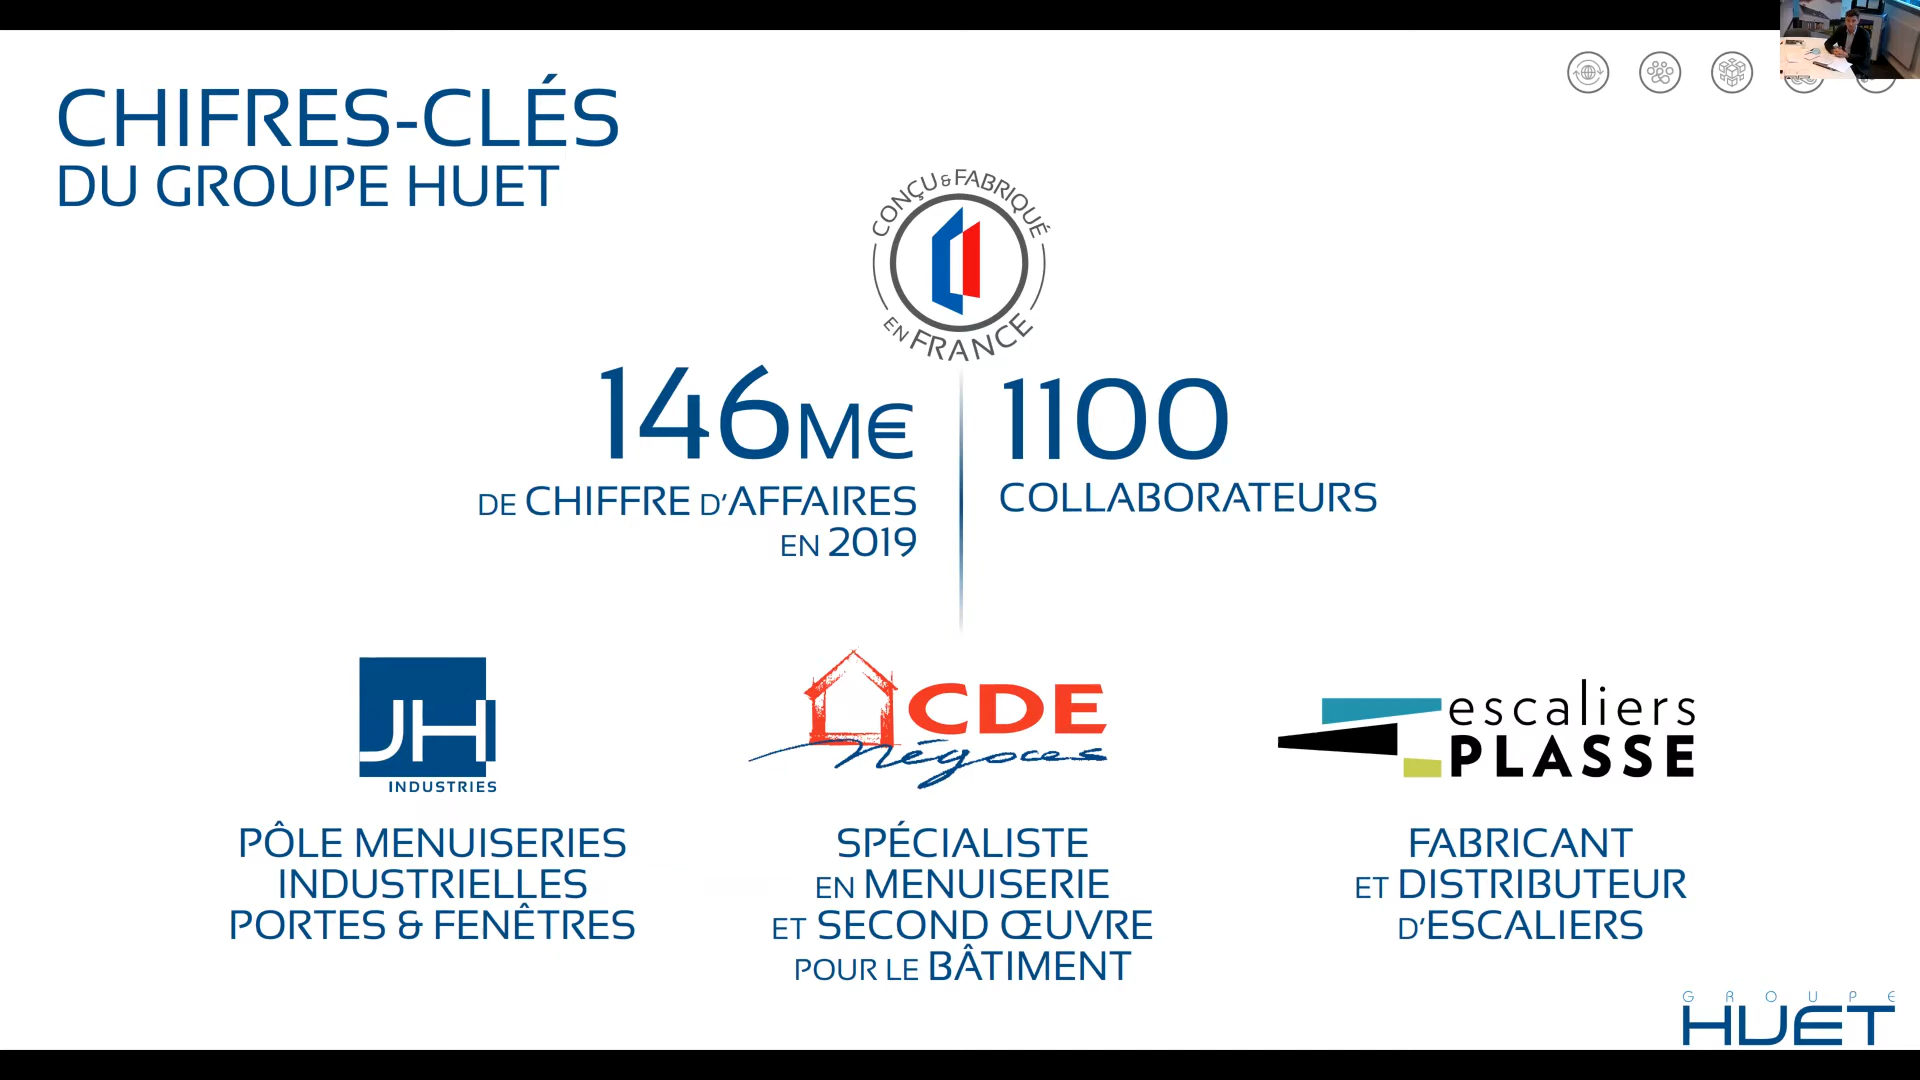 CHIFRES-CLÉS
DU GROUPE HUET
CONÇU & FABRIQUÉ
EN FRANCE
146M€
DE CHIFFRE D'AFFAIRES
EN 2019
1100
COLLABORATEURS
JH
INDUSTRIES
PÔLE MENUISERIES
INDUSTRIELLES
PORTES & FENÊTRES
CDE
Négoces
SPÉCIALISTE
EN MENUISERIE
ET SECOND ŒUVRE
POUR LE BÂTIMENT
escaliers
PLASSE
FABRICANT
ET DISTRIBUTEUR
D'ESCALIERS
GROUPE
HUET